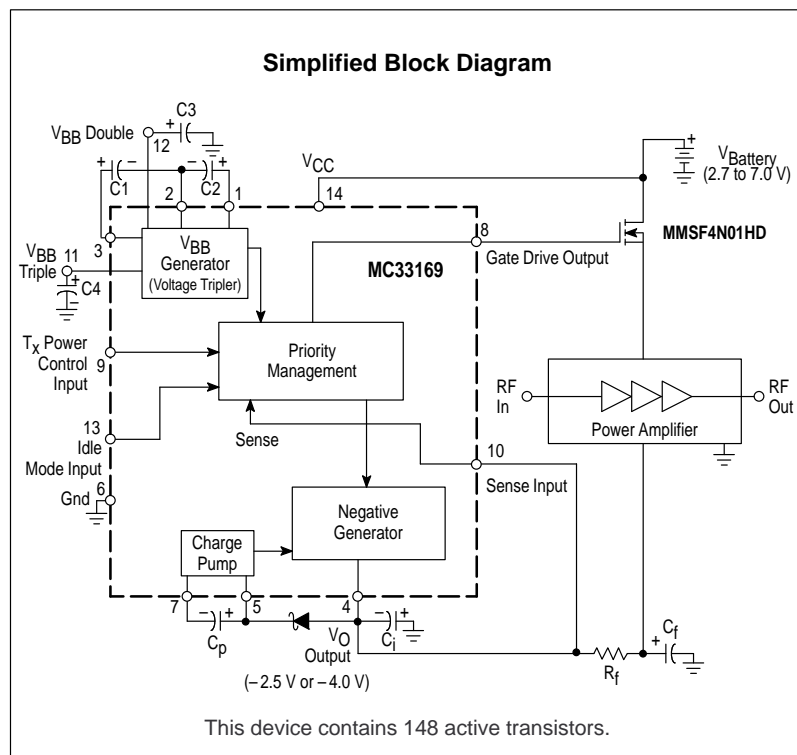 Simplified Block Diagram
C3
+
VBB Double
12
VCC
+
VBattery
(2.7 to 7.0 V)
+ – – +
C1 C2
2 1 14
3
8
MMSF4N01HD
VBB
Generator
(Voltage Tripler)
MC33169
Gate Drive Output
VBB 11
Triple
+
C4
–
Tx Power
Control
Input
9
Priority
Management
RF
In
RF
Out
Power Amplifier
13
Idle
Mode Input
Sense
10
Sense Input
6
Gnd
Negative
Generator
Charge
Pump
7 5 4
– + – +
Cp
VO
Output
Ci
(– 2.5 V or – 4.0 V)
Rf
+
Cf
This device contains 148 active transistors.